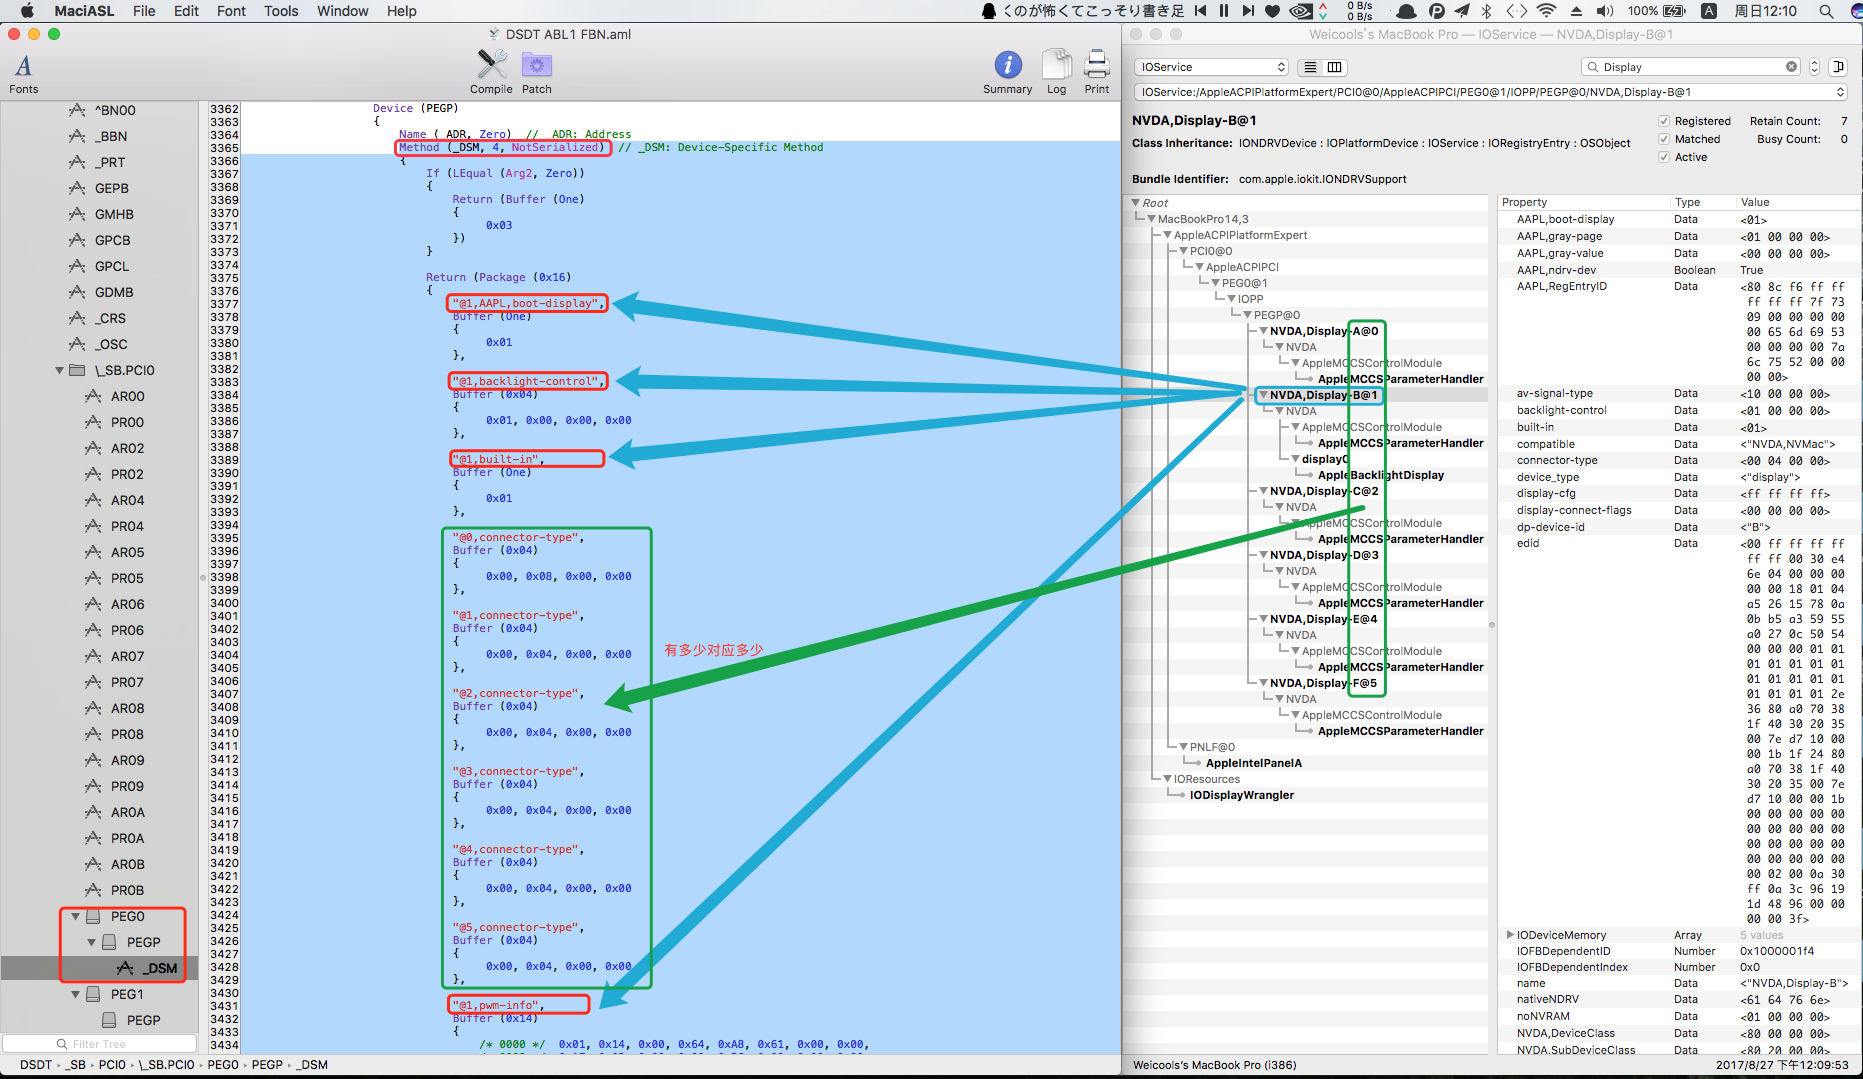 MaciASL File Edit Font Tools Window Help
くのが怖くてこっそり書き足
0 B/s
0 B/s
100%
A
周日12:10
DSDT ABL1 FBN.aml
Fonts
Compile
Patch
Summary
Log
Print
^BN00
_BBN
_PRT
GEPB
GMHB
GPCB
GPCL
GDMB
_CRS
_OSC
\_SB.PCI0
AR00
PR00
AR02
PR02
AR04
PR04
AR05
PR05
AR06
PR06
AR07
PR07
AR08
PR08
AR09
PR09
AR0A
PR0A
AR0B
PR0B
PEG0
PEGP
_DSM
PEG1
PEGP
Filter Tree
3362 Device (PEGP)
3363 {
3364 Name (_ADR, Zero) // _ADR: Address
3365 Method (_DSM, 4, NotSerialized) // _DSM: Device-Specific Method
3366 {
3367 If (LEqual (Arg2, Zero))
3368 {
3369 Return (Buffer (One)
3370 {
3371 0x03
3372 })
3373 }
3374
3375 Return (Package (0x16)
3376 {
3377 "@1,AAPL,boot-display",
3378 Buffer (One)
3379 {
3380 0x01
3381 },
3382
3383 "@1,backlight-control",
3384 Buffer (0x04)
3385 {
3386 0x01, 0x00, 0x00, 0x00
3387 },
3388
3389 "@1,built-in",
3390 Buffer (One)
3391 {
3392 0x01
3393 },
3394
3395 "@0,connector-type",
3396 Buffer (0x04)
3397 {
3398 0x00, 0x08, 0x00, 0x00
3399 },
3400
3401 "@1,connector-type",
3402 Buffer (0x04)
3403 {
3404 0x00, 0x04, 0x00, 0x00
3405 },
3406
3407 "@2,connector-type",
3408 Buffer (0x04)
3409 {
3410 0x00, 0x04, 0x00, 0x00
3411 },
3412
3413 "@3,connector-type",
3414 Buffer (0x04)
3415 {
3416 0x00, 0x04, 0x00, 0x00
3417 },
3418
3419 "@4,connector-type",
3420 Buffer (0x04)
3421 {
3422 0x00, 0x04, 0x00, 0x00
3423 },
3424
3425 "@5,connector-type",
3426 Buffer (0x04)
3427 {
3428 0x00, 0x04, 0x00, 0x00
3429 },
3430
3431 "@1,pwm-info",
3432 Buffer (0x14)
3433 {
3434 /* 0000 */ 0x01, 0x14, 0x00, 0x64, 0xA8, 0x61, 0x00, 0x00,
有多少对应多少
DSDT › _SB › PCI0 › \_SB.PCI0 › PEG0 › PEGP › _DSM
Weicools's MacBook Pro — IOService — NVDA,Display-B@1
IOService
Display
IOService:/AppleACPIPlatformExpert/PCI0@0/AppleACPIPCI/PEG0@1/IOPP/PEGP@0/NVDA,Display-B@1
NVDA,Display-B@1
Registered Retain Count: 7
Matched Busy Count: 0
Active
Class Inheritance: IONDRVDevice : IOPlatformDevice : IOService : IORegistryEntry : OSObject
Bundle Identifier: com.apple.iokit.IONDRVSupport
Root
MacBookPro14,3
AppleACPIPlatformExpert
PCI0@0
AppleACPIPCI
PEG0@1
IOPP
PEGP@0
NVDA,Display-A@0
NVDA
AppleMCCSControlModule
AppleMCCSParameterHandler
NVDA,Display-B@1
NVDA
AppleMCCSControlModule
AppleMCCSParameterHandler
display0
AppleBacklightDisplay
NVDA,Display-C@2
NVDA
AppleMCCSControlModule
AppleMCCSParameterHandler
NVDA,Display-D@3
NVDA
AppleMCCSControlModule
AppleMCCSParameterHandler
NVDA,Display-E@4
NVDA
AppleMCCSControlModule
AppleMCCSParameterHandler
NVDA,Display-F@5
NVDA
AppleMCCSControlModule
AppleMCCSParameterHandler
PNLF@0
AppleIntelPanelA
IOResources
IODisplayWrangler
Property Type Value
AAPL,boot-display Data <01>
AAPL,gray-page Data <01 00 00 00>
AAPL,gray-value Data <00 00 00 00>
AAPL,ndrv-dev Boolean True
AAPL,RegEntryID Data <80 8c f6 ff ff
ff ff ff 7f 73
09 00 00 00 00
00 65 6d 69 53
00 00 00 00 7a
6c 75 52 00 00
00 00>
av-signal-type Data <10 00 00 00>
backlight-control Data <01 00 00 00>
built-in Data <01>
compatible Data <"NVDA,NVMac">
connector-type Data <00 04 00 00>
device_type Data <"display">
display-cfg Data <ff ff ff ff>
display-connect-flags Data <00 00 00 00>
dp-device-id Data <"B">
edid Data <00 ff ff ff ff
ff ff 00 30 e4
6e 04 00 00 00
00 00 18 01 04
a5 26 15 78 0a
0b b5 a3 59 55
a0 27 0c 50 54
00 00 00 01 01
01 01 01 01 01
01 01 01 01 01
01 01 01 01 2e
36 80 a0 70 38
1f 40 30 20 35
00 7e d7 10 00
00 1b 1f 24 80
a0 70 38 1f 40
30 20 35 00 7e
d7 10 00 00 1b
00 00 00 00 00
00 00 00 00 00
00 00 00 00 00
00 02 00 0a 30
ff 0a 3c 96 19
1d 48 96 00 00
00 00 3f>
IODeviceMemory Array 5 values
IOFBDependentID Number 0x1000001f4
IOFBDependentIndex Number 0x0
name Data <"NVDA,Display-B">
nativeNDRV Data <61 64 76 6e>
noNVRAM Data <01 00 00 00>
NVDA,DeviceClass Data <80 00 00 00>
NVDA,SubDeviceClass Data <80 20 00 00>
Weicools's MacBook Pro (i386)
2017/8/27 下午12:09:53